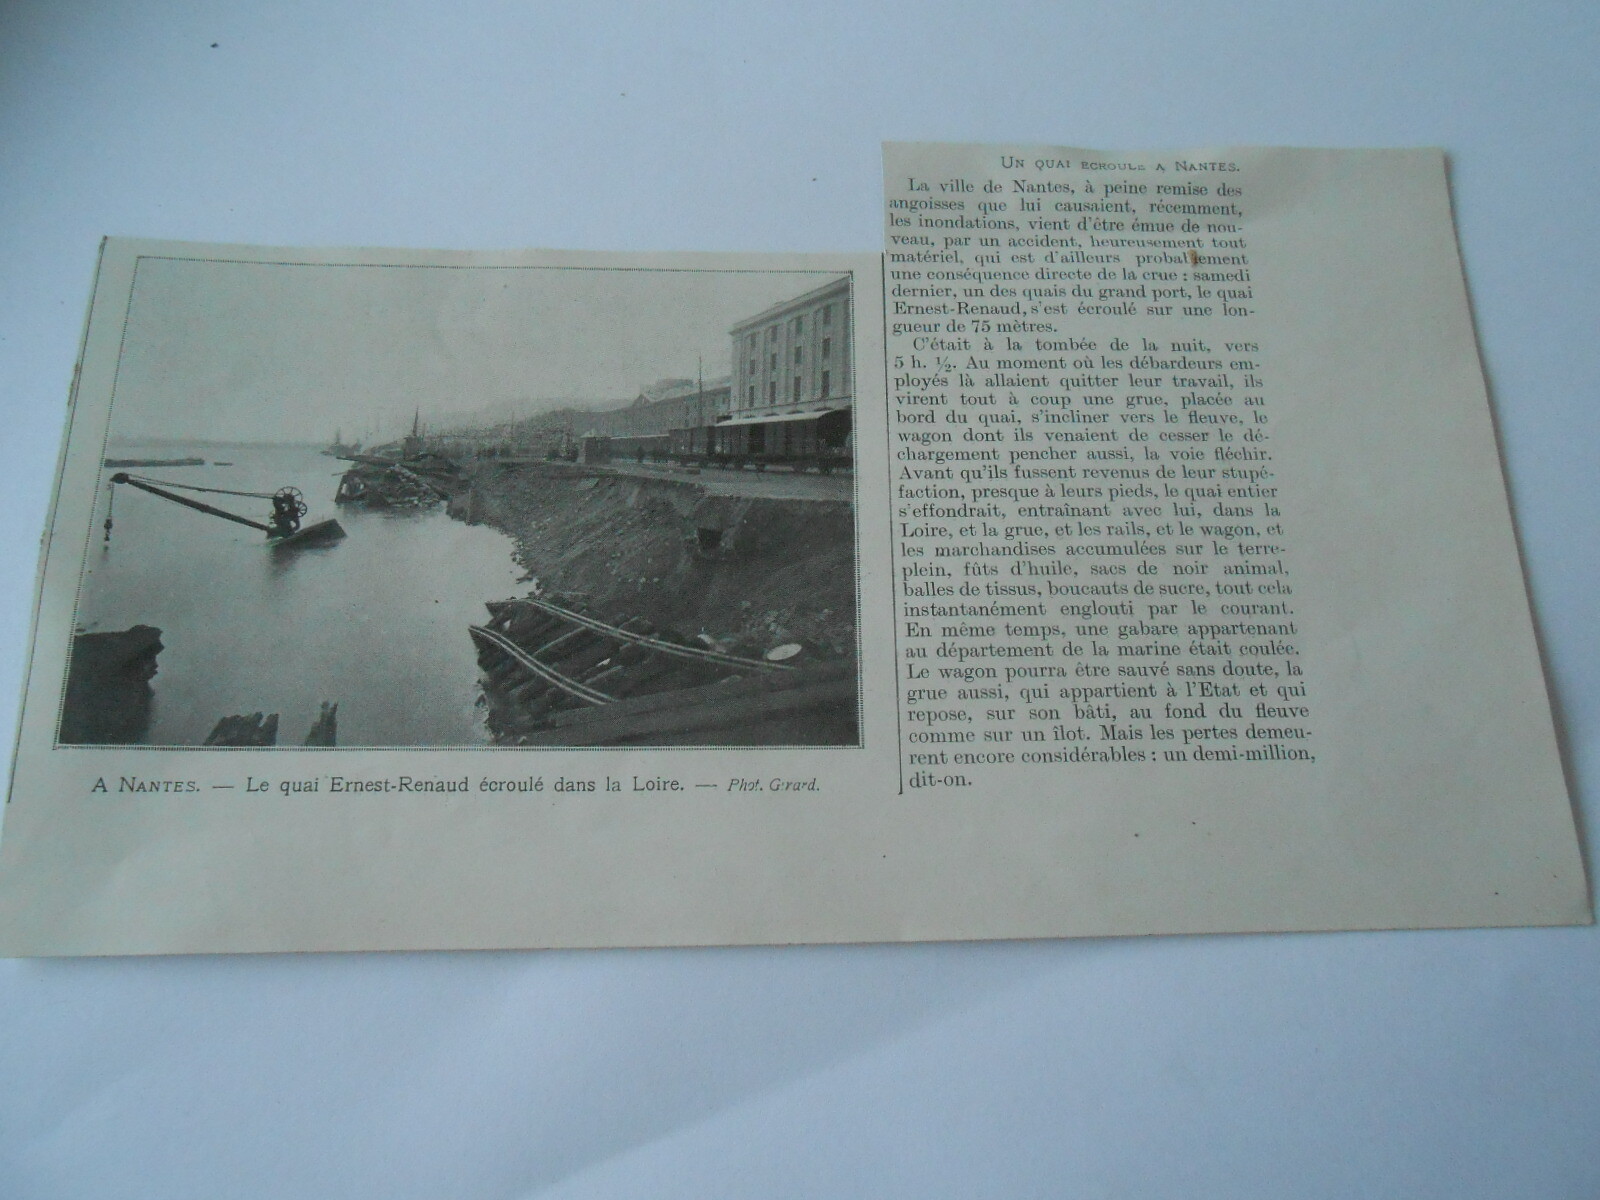 A NANTES. — Le quai Ernest-Renaud écroulé dans la Loire. — Phot. Girard.
UN QUAI ECROULE A NANTES.
La ville de Nantes, à peine remise des
angoisses que lui causaient, récemment,
les inondations, vient d'être émue de nou-
veau, par un accident, heureusement tout
matériel, qui est d'ailleurs probablement
une conséquence directe de la crue : samedi
dernier, un des quais du grand port, le quai
Ernest-Renaud, s'est écroulé sur une lon-
gueur de 75 mètres.
C'était à la tombée de la nuit, vers
5 h. ½. Au moment où les débardeurs em-
ployés là allaient quitter leur travail, ils
virent tout à coup une grue, placée au
bord du quai, s'incliner vers le fleuve, le
wagon dont ils venaient de cesser le dé-
chargement pencher aussi, la voie fléchir.
Avant qu'ils fussent revenus de leur stupé-
faction, presque à leurs pieds, le quai entier
s'effondrait, entraînant avec lui, dans la
Loire, et la grue, et les rails, et le wagon, et
les marchandises accumulées sur le terre-
plein, fûts d'huile, sacs de noir animal,
balles de tissus, boucauts de sucre, tout cela
instantanément englouti par le courant.
En même temps, une gabare appartenant
au département de la marine était coulée.
Le wagon pourra être sauvé sans doute, la
grue aussi, qui appartient à l'Etat et qui
repose, sur son bâti, au fond du fleuve
comme sur un îlot. Mais les pertes demeu-
rent encore considérables : un demi-million,
dit-on.